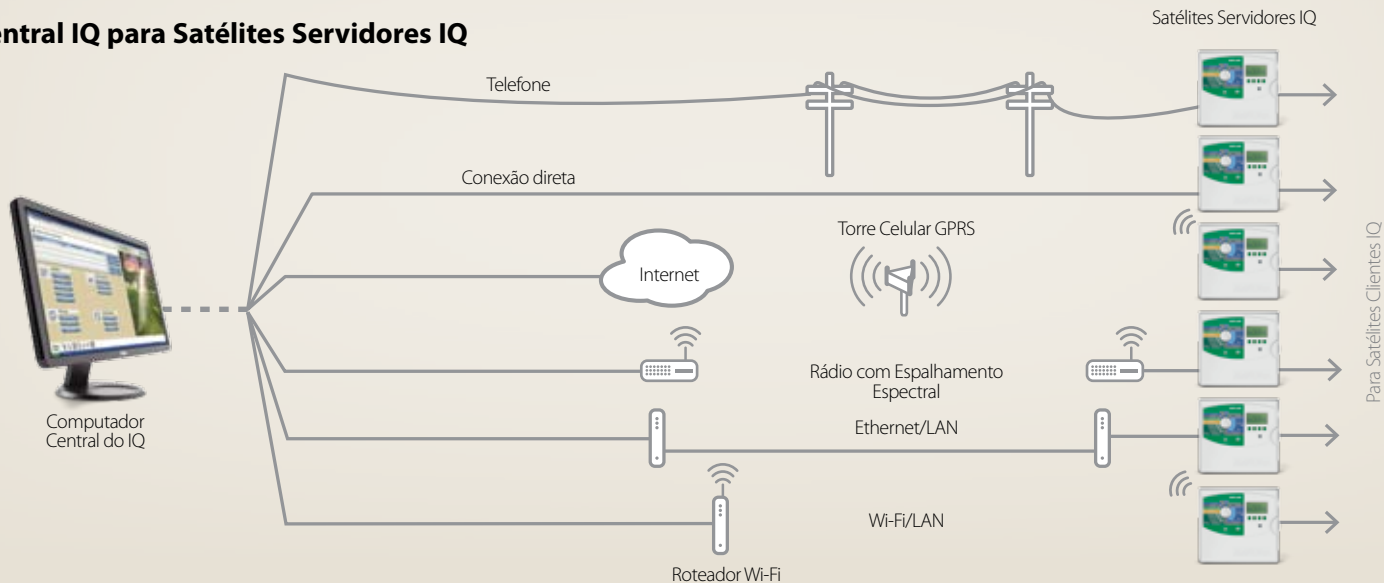 entral IQ para Satélites Servidores IQ
Satélites Servidores IQ
Telefone
Conexão direta
Torre Celular GPRS
Internet
Rádio com Espalhamento
Espectral
Ethernet/LAN
Wi-Fi/LAN
Roteador Wi-Fi
Computador
Central do IQ
Para Satélites Clientes IQ